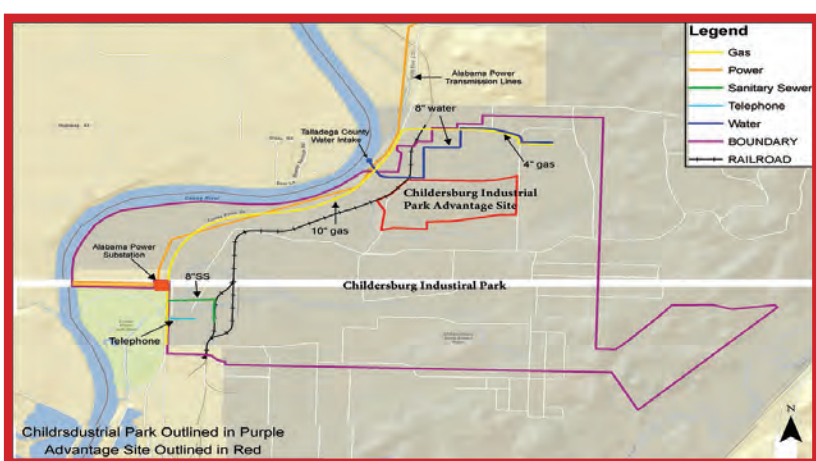 Legend
Gas
Power
Sanitary Sewer
Telephone
Water
BOUNDARY
RAILROAD
Alabama Power
Transmission Lines
8" water
Talladega County
Water Intake
4" gas
Childersburg Industrial
Park Advantage Site
10" gas
Alabama Power
Substation
8"SS
Childersburg Industiral Park
Telephone
N
Childrsdustrial Park Outlined in Purple
Advantage Site Outlined in Red